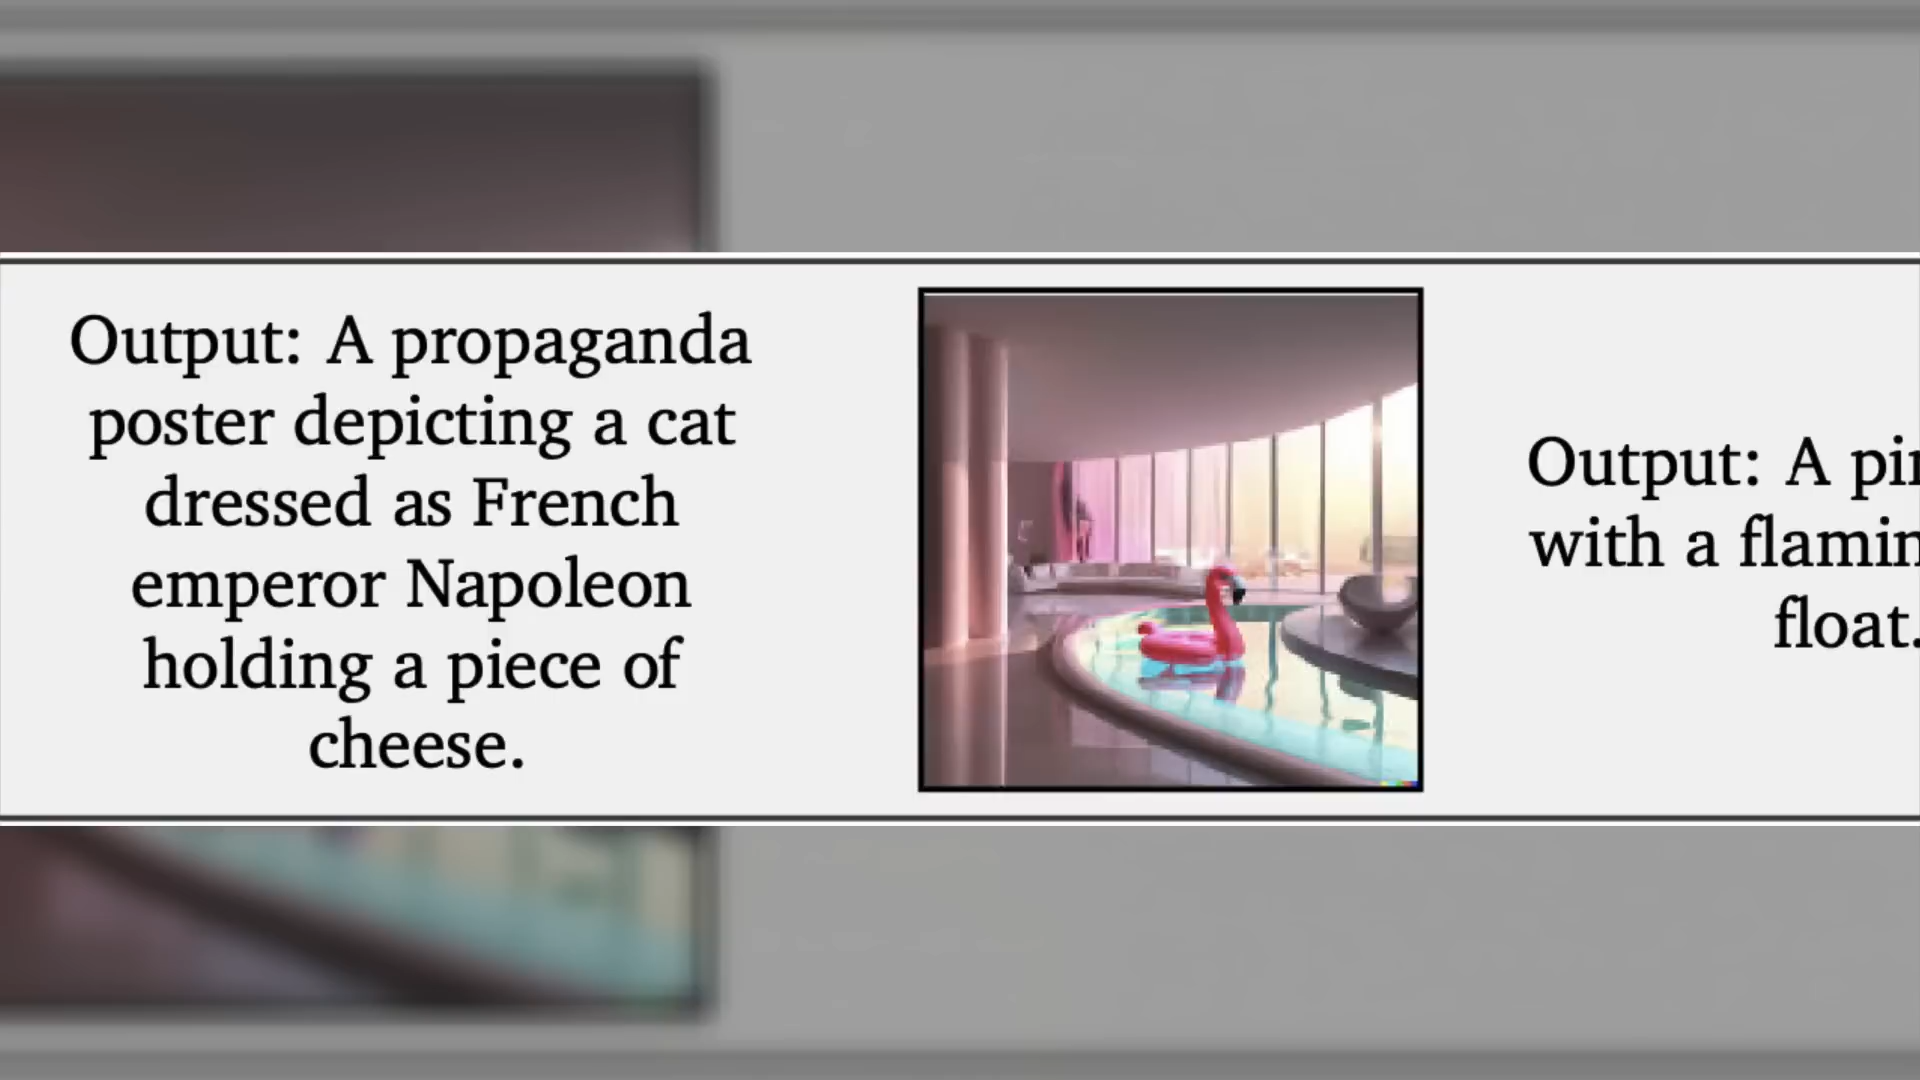 Output: A propaganda
poster depicting a cat
dressed as French
emperor Napoleon
holding a piece of
cheese.
Output: A
with a
float.